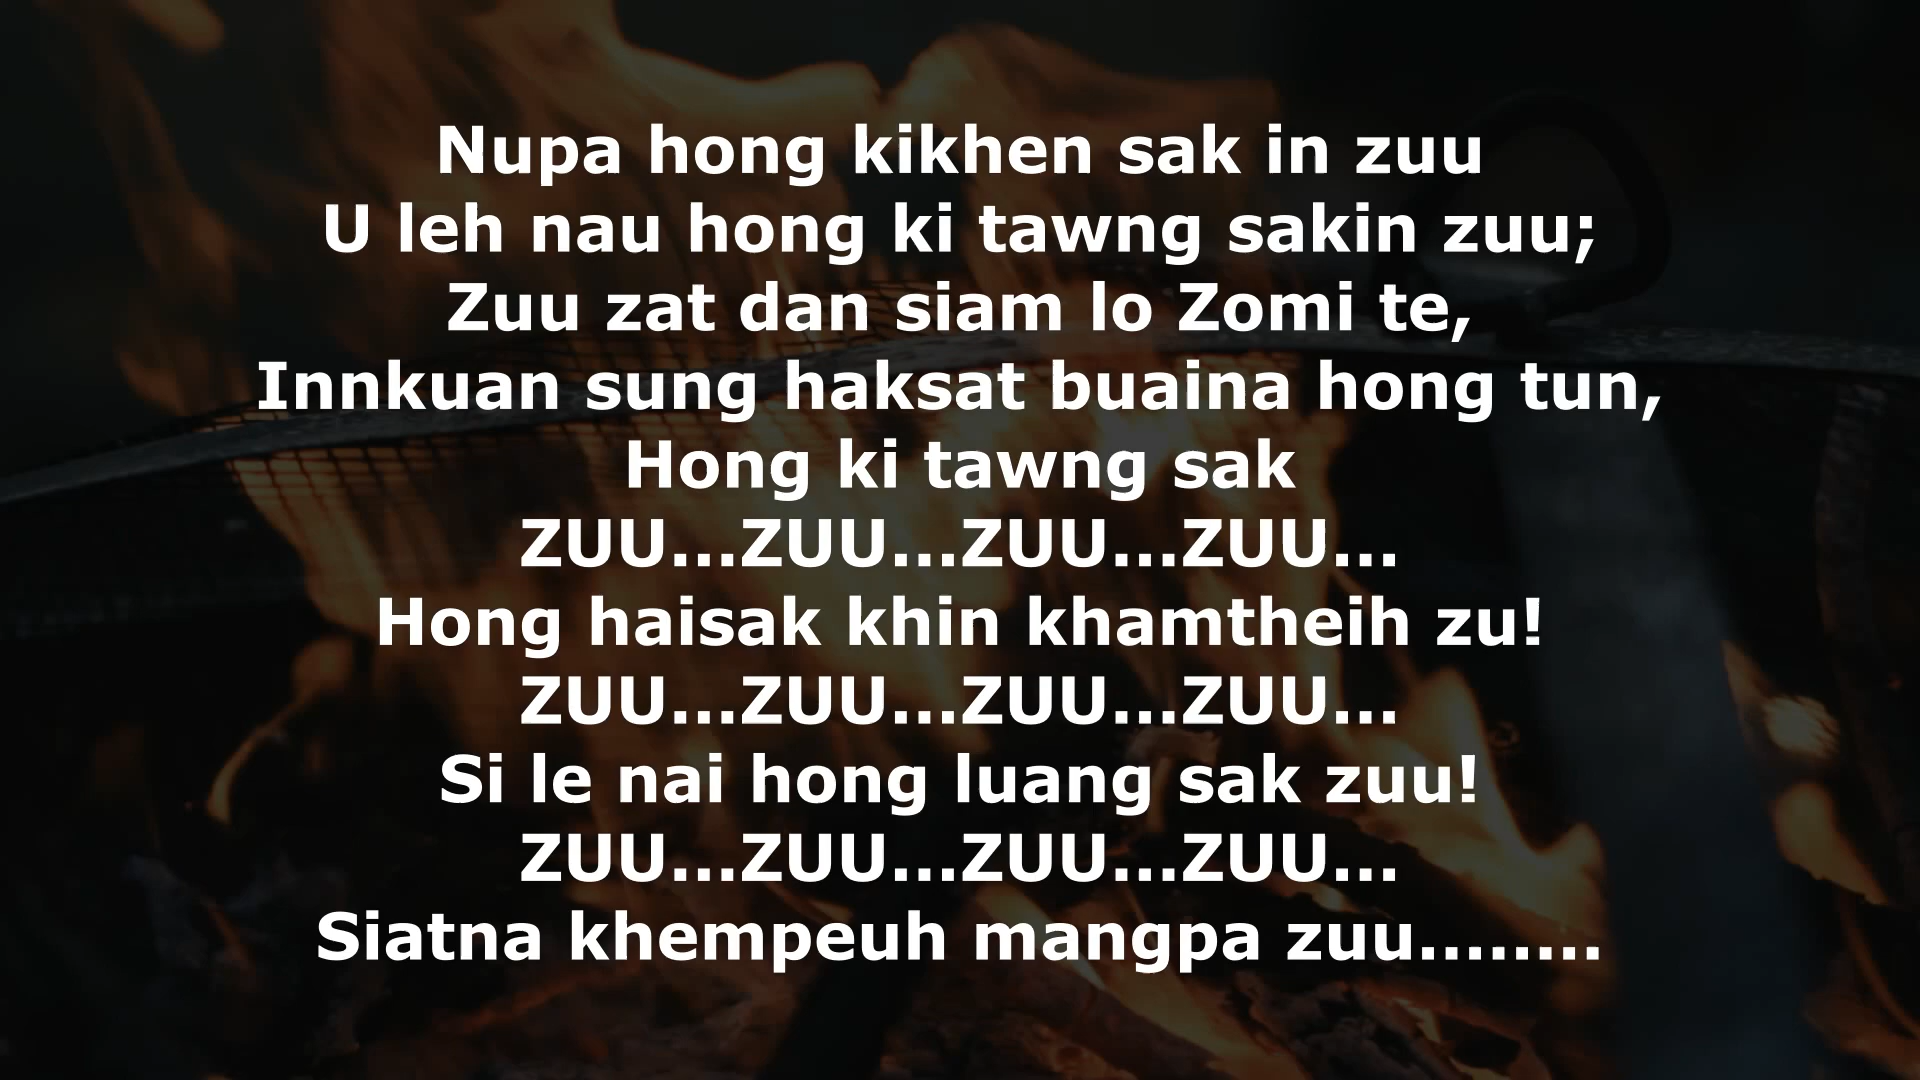 Nupa hong kikhen sak in zuu
U leh nau hong ki tawng sakin zuu;
Zuu zat dan siam lo Zomi te,
Innkuan sung haksat buaina hong tun,
Hong ki tawng sak
ZUU...ZUU...ZUU...ZUU...
Hong haisak khin khamtheih zu!
ZUU...ZUU...ZUU...ZUU...
Si le nai hong luang sak zuu!
ZUU...ZUU...ZUU...ZUU...
Siatna khempeuh mangpa zuu........